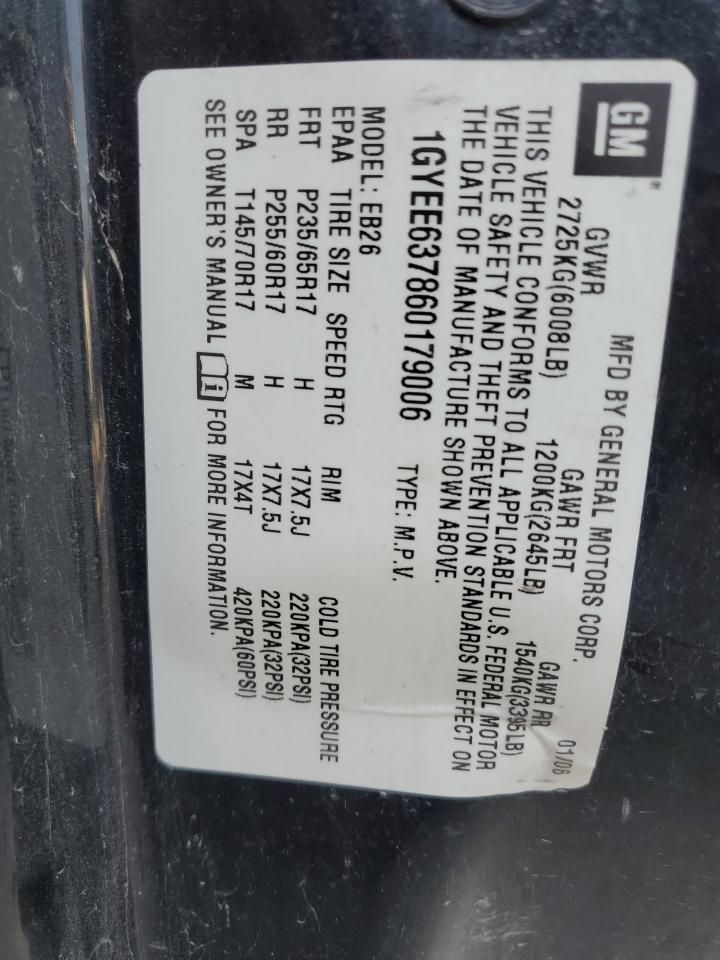 GM®
MFD BY GENERAL MOTORS CORP. 01/06
GVWR GAWR FRT GAWR RR
2725KG(6008LB) 1200KG(2645LB) 1540KG(3395LB)
THIS VEHICLE CONFORMS TO ALL APPLICABLE U.S. FEDERAL MOTOR
VEHICLE SAFETY AND THEFT PREVENTION STANDARDS IN EFFECT ON
THE DATE OF MANUFACTURE SHOWN ABOVE.
1GYEE637860179006 TYPE: M.P.V.
MODEL: EB26
EPAA TIRE SIZE SPEED RTG RIM COLD TIRE PRESSURE
FRT P235/65R17 H 17X7.5J 220KPA(32PSI)
RR P255/60R17 H 17X7.5J 220KPA(32PSI)
SPA T145/70R17 M 17X4T 420KPA(60PSI)
SEE OWNER'S MANUAL i FOR MORE INFORMATION.